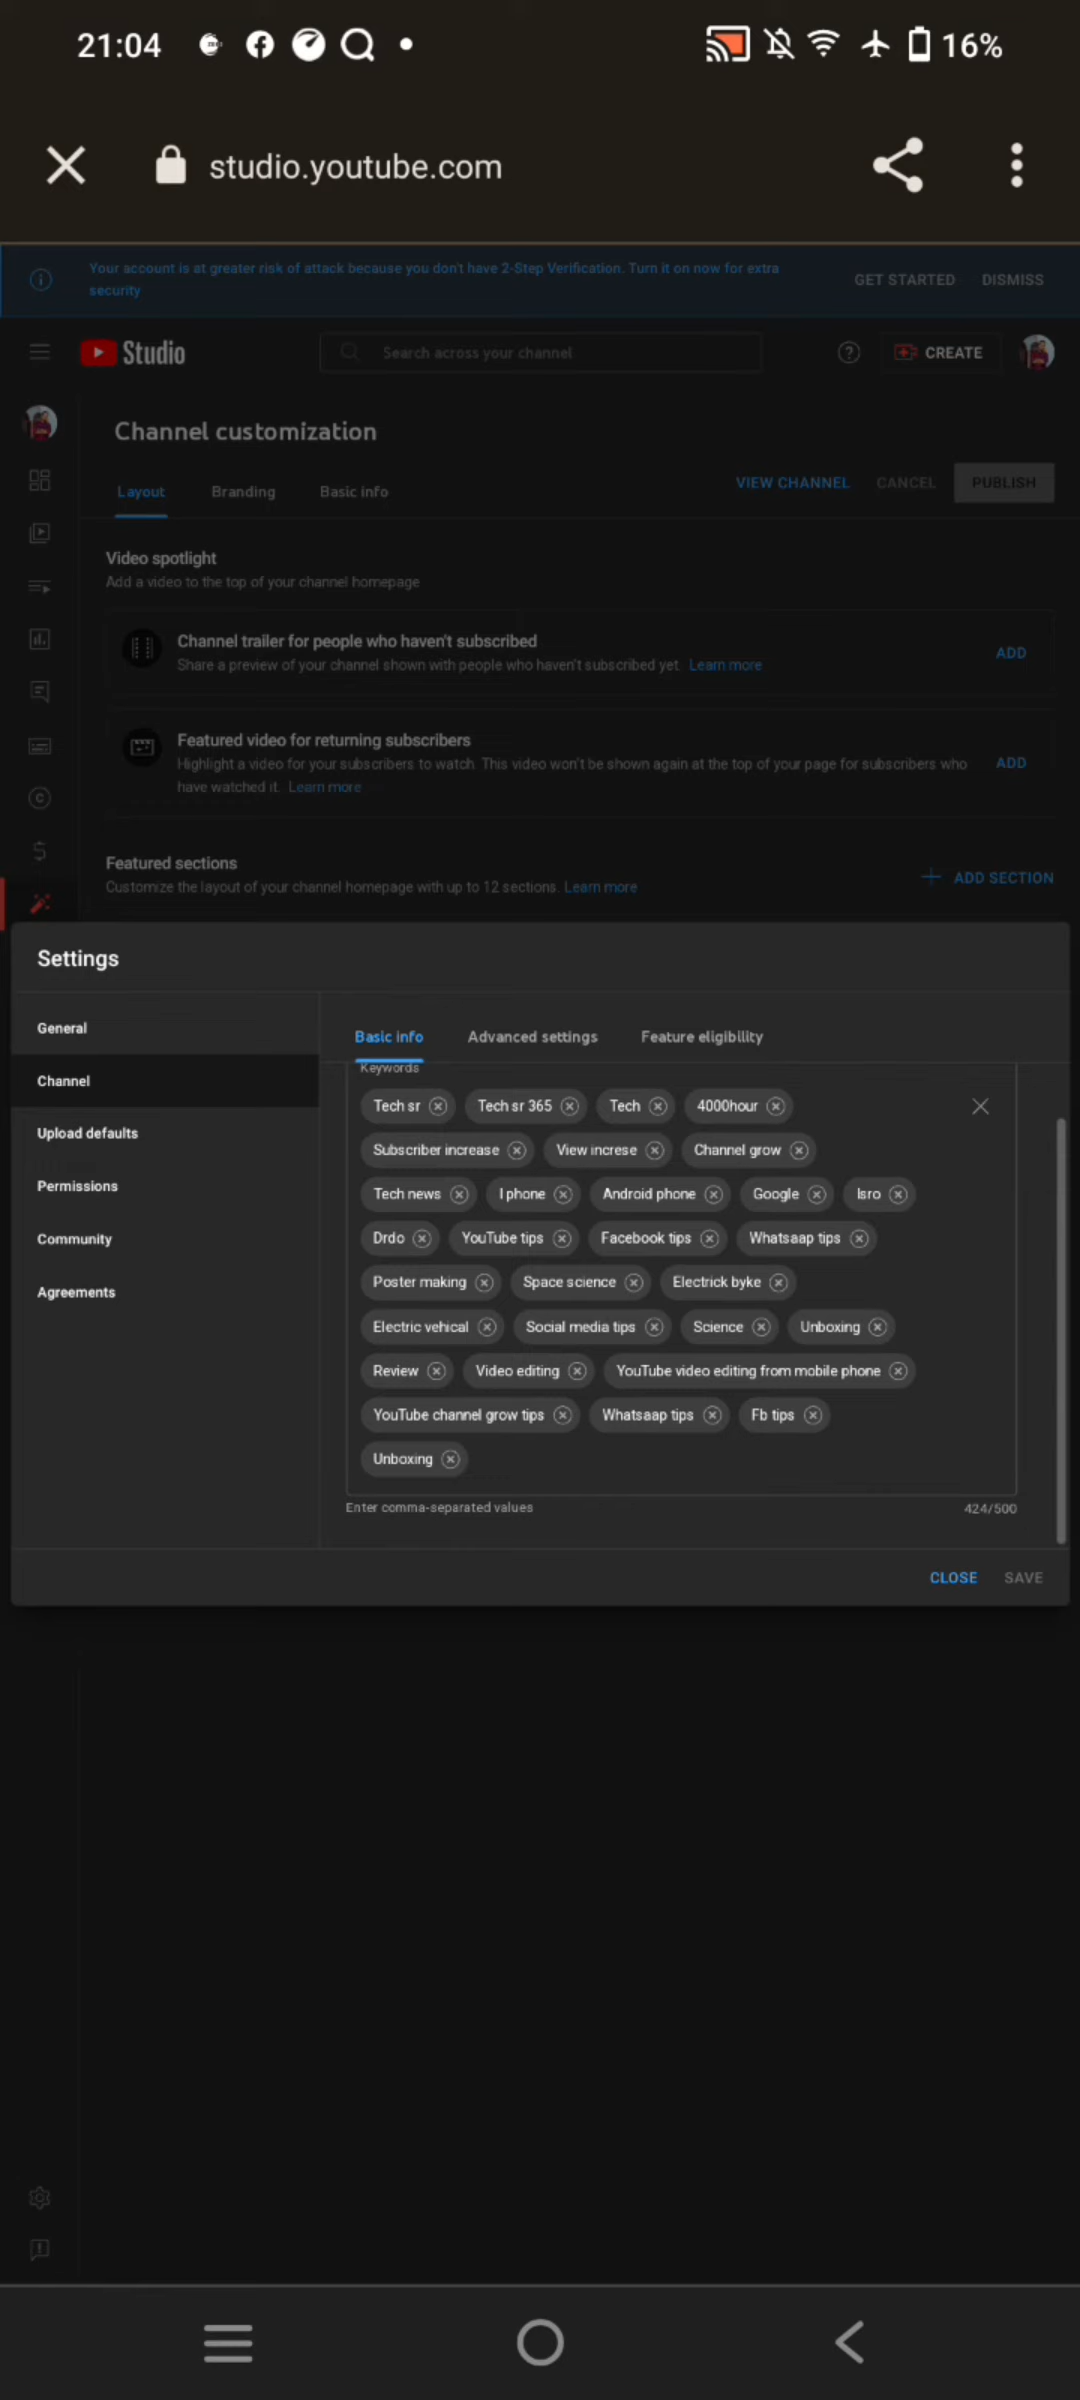 21:04 16%
studio.youtube.com
Your account is at greater risk of attack because you don't have 2-Step Verification. Turn it on now for extra
security
GET STARTED DISMISS
Studio Search across your channel CREATE
Channel customization
Layout Branding Basic info VIEW CHANNEL CANCEL PUBLISH
Video spotlight
Add a video to the top of your channel homepage
Channel trailer for people who haven't subscribed
Share a preview of your channel shown with people who haven't subscribed yet. Learn more
ADD
Featured video for returning subscribers
Highlight a video for your subscribers to watch. This video won't be shown again at the top of your page for subscribers who
have watched it. Learn more
ADD
Featured sections
Customize the layout of your channel homepage with up to 12 sections. Learn more
ADD SECTION
Settings
General
Channel
Upload defaults
Permissions
Community
Agreements
Basic info Advanced settings Feature eligibility
Keywords
Tech sr Tech sr 365 Tech 4000hour
Subscriber increase View increse Channel grow
Tech news I phone Android phone Google Isro
Drdo YouTube tips Facebook tips Whatsaap tips
Poster making Space science Electrick byke
Electric vehical Social media tips Science Unboxing
Review Video editing YouTube video editing from mobile phone
YouTube channel grow tips Whatsaap tips Fb tips
Unboxing
Enter comma-separated values 424/500
CLOSE SAVE